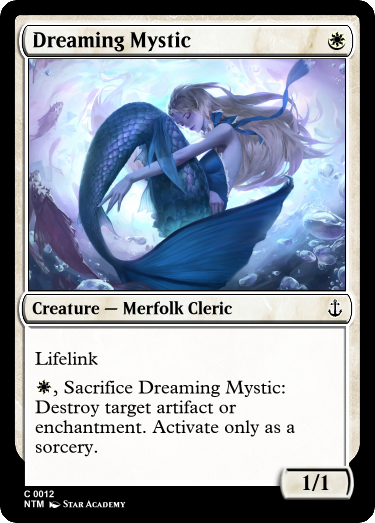 Dreaming Mystic
Creature — Merfolk Cleric
Lifelink
, Sacrifice Dreaming Mystic:
Destroy target artifact or
enchantment. Activate only as a
sorcery.
1/1
C 0012
NTM Star Academy